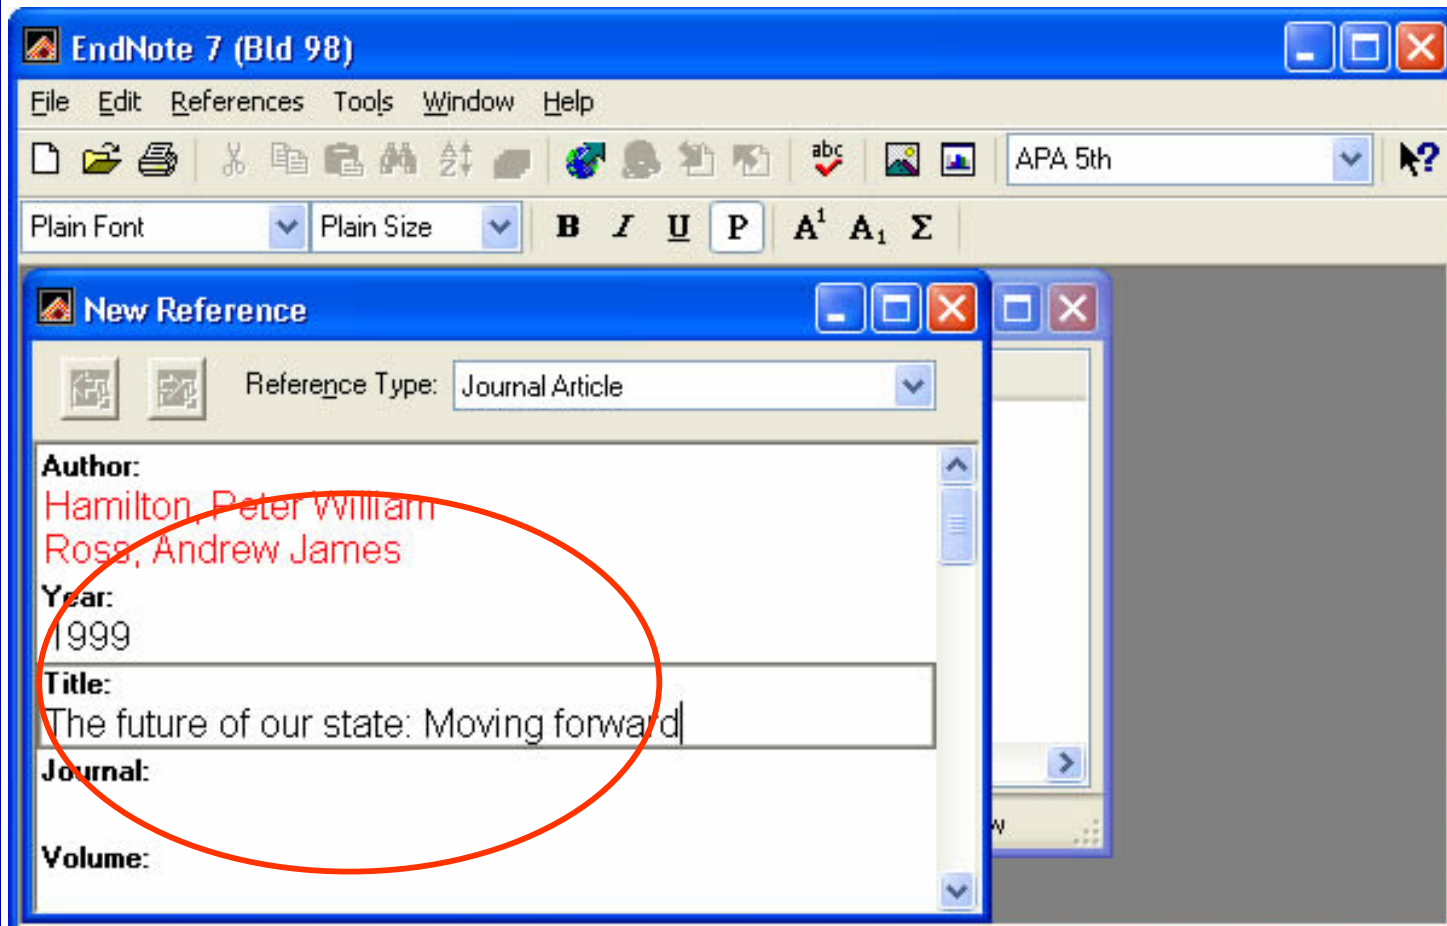 EndNote 7 (Bld 98)
File Edit References Tools Window Help
abc APA 5th ?
Plain Font Plain Size B I U P A¹ A₁ Σ
New Reference
Reference Type: Journal Article
Author:
Hamilton, Peter William
Ross, Andrew James
Year:
1999
Title:
The future of our state: Moving forward
Journal:
Volume: